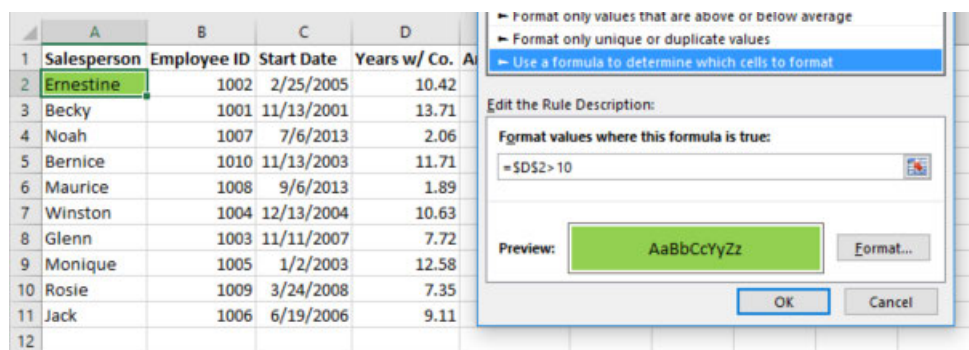 A B C D
1 Salesperson Employee ID Start Date Years w/ Co.
2 Ernestine 1002 2/25/2005 10.42
3 Becky 1001 11/13/2001 13.71
4 Noah 1007 7/6/2013 2.06
5 Bernice 1010 11/13/2003 11.71
6 Maurice 1008 9/6/2013 1.89
7 Winston 1004 12/13/2004 10.63
8 Glenn 1003 11/11/2007 7.72
9 Monique 1005 1/2/2003 12.58
10 Rosie 1009 3/24/2008 7.35
11 Jack 1006 6/19/2006 9.11
12
► Format only values that are above or below average
► Format only unique or duplicate values
► Use a formula to determine which cells to format
Edit the Rule Description:
Format values where this formula is true:
=$D$2>10
Preview: AaBbCcYyZz Format...
OK Cancel